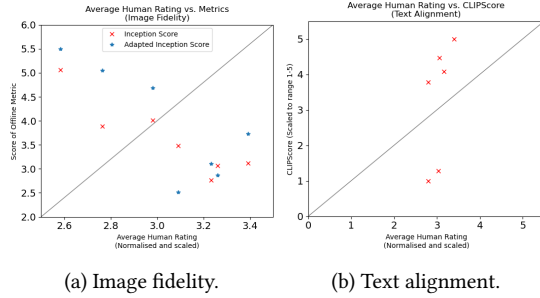 Average Human Rating vs. Metrics
(Image Fidelity)
6.0
5.5
5.0
4.5
4.0
3.5
3.0
2.5
2.0
Score of Offline Metric
Inception Score
Adapted Inception Score
2.6
2.8
3.0
3.2
3.4
Average Human Rating
(Normalised and scaled)
(a) Image fidelity.
Average Human Rating vs. CLIPScore
(Text Alignment)
5
4
3
2
1
0
CLIPScore (Scaled to range 1-5)
0
1
2
3
4
5
Average Human Rating
(Normalised and scaled)
(b) Text alignment.